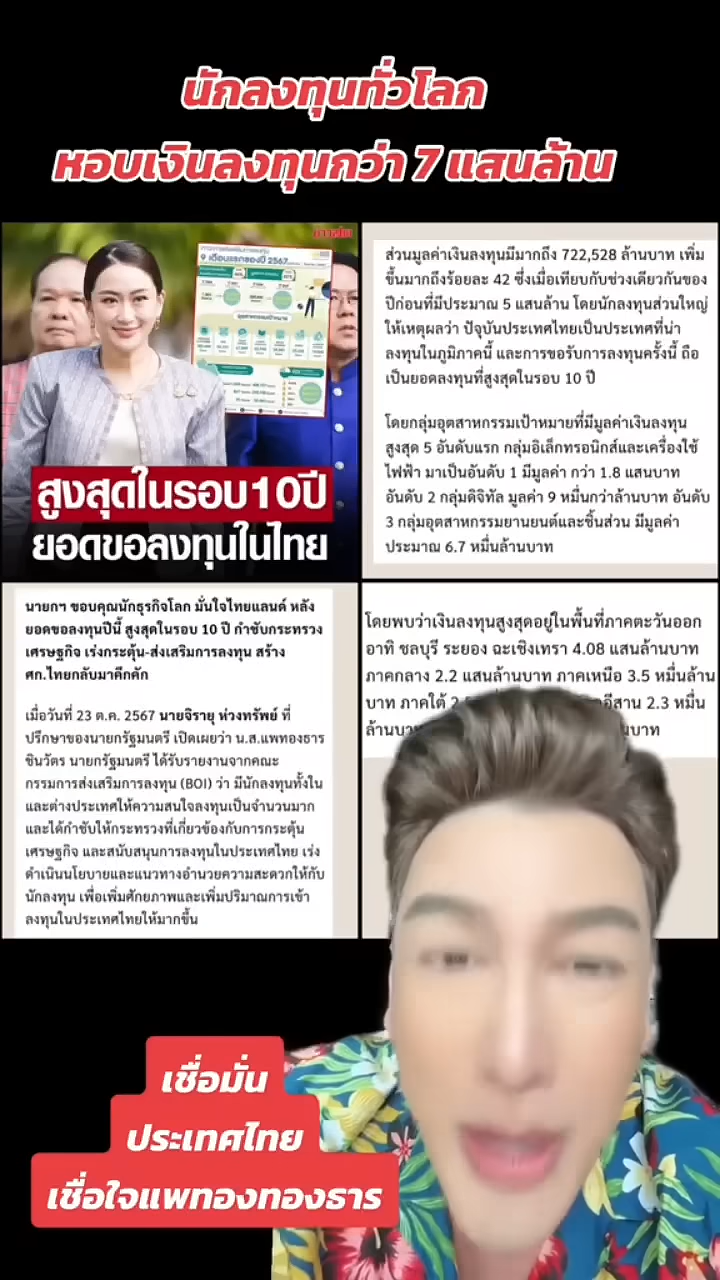 นักลงทุนทั่วโลก
หอบเงินลงทุนกว่า 7 แสนล้าน
9 เดือนแรกของปี 2567
สูงสุดในรอบ10ปี
ยอดขอลงทุนในไทย
ส่วนมูลค่าเงินลงทุนมีมากถึง 722,528 ล้านบาท เพิ่ม
ขึ้นมากถึงร้อยละ 42 ซึ่งเมื่อเทียบกับช่วงเดียวกันของ
ปีก่อนที่มีประมาณ 5 แสนล้าน โดยนักลงทุนส่วนใหญ่
ให้เหตุผลว่า ปัจจุบันประเทศไทยเป็นประเทศที่น่า
ลงทุนในภูมิภาคนี้ และการขอรับการลงทุนครั้งนี้ ถือ
เป็นยอดลงทุนที่สูงสุดในรอบ 10 ปี
โดยกลุ่มอุตสาหกรรมเป้าหมายที่มีมูลค่าเงินลงทุน
สูงสุด 5 อันดับแรก กลุ่มอิเล็กทรอนิกส์และเครื่องใช้
ไฟฟ้า มาเป็นอันดับ 1 มีมูลค่า กว่า 1.8 แสนบาท
อันดับ 2 กลุ่มดิจิทัล มูลค่า 9 หมื่นกว่าล้านบาท อันดับ
3 กลุ่มอุตสาหกรรมยานยนต์และชิ้นส่วน มีมูลค่า
ประมาณ 6.7 หมื่นล้านบาท
นายกฯ ขอบคุณนักธุรกิจโลก มั่นใจไทยแลนด์ หลัง
ยอดขอลงทุนปีนี้ สูงสุดในรอบ 10 ปี กำชับกระทรวง
เศรษฐกิจ เร่งกระตุ้น-ส่งเสริมการลงทุน สร้าง
ศก.ไทยกลับมาคึกคัก
เมื่อวันที่ 23 ต.ค. 2567 นายจิรายุ ห่วงทรัพย์ ที่
ปรึกษาของนายกรัฐมนตรี เปิดเผยว่า น.ส.แพทองธาร
ชินวัตร นายกรัฐมนตรี ได้รับรายงานจากคณะ
กรรมการส่งเสริมการลงทุน (BOI) ว่า มีนักลงทุนทั้งใน
และต่างประเทศให้ความสนใจลงทุนเป็นจำนวนมาก
และได้กำชับให้กระทรวงที่เกี่ยวข้องกับการกระตุ้น
เศรษฐกิจ และสนับสนุนการลงทุนในประเทศไทย เร่ง
ดำเนินนโยบายและแนวทางอำนวยความสะดวกให้กับ
นักลงทุน เพื่อเพิ่มศักยภาพและเพิ่มปริมาณการเข้า
ลงทุนในประเทศไทยให้มากขึ้น
โดยพบว่าเงินลงทุนสูงสุดอยู่ในพื้นที่ภาคตะวันออก
อาทิ ชลบุรี ระยอง ฉะเชิงเทรา 4.08 แสนล้านบาท
ภาคกลาง 2.2 แสนล้านบาท ภาคเหนือ 3.5 หมื่นล้าน
บาท ภาคใต้ อีสาน 2.3 หมื่น
เชื่อมั่น
ประเทศไทย
เชื่อใจแพทองทองธาร